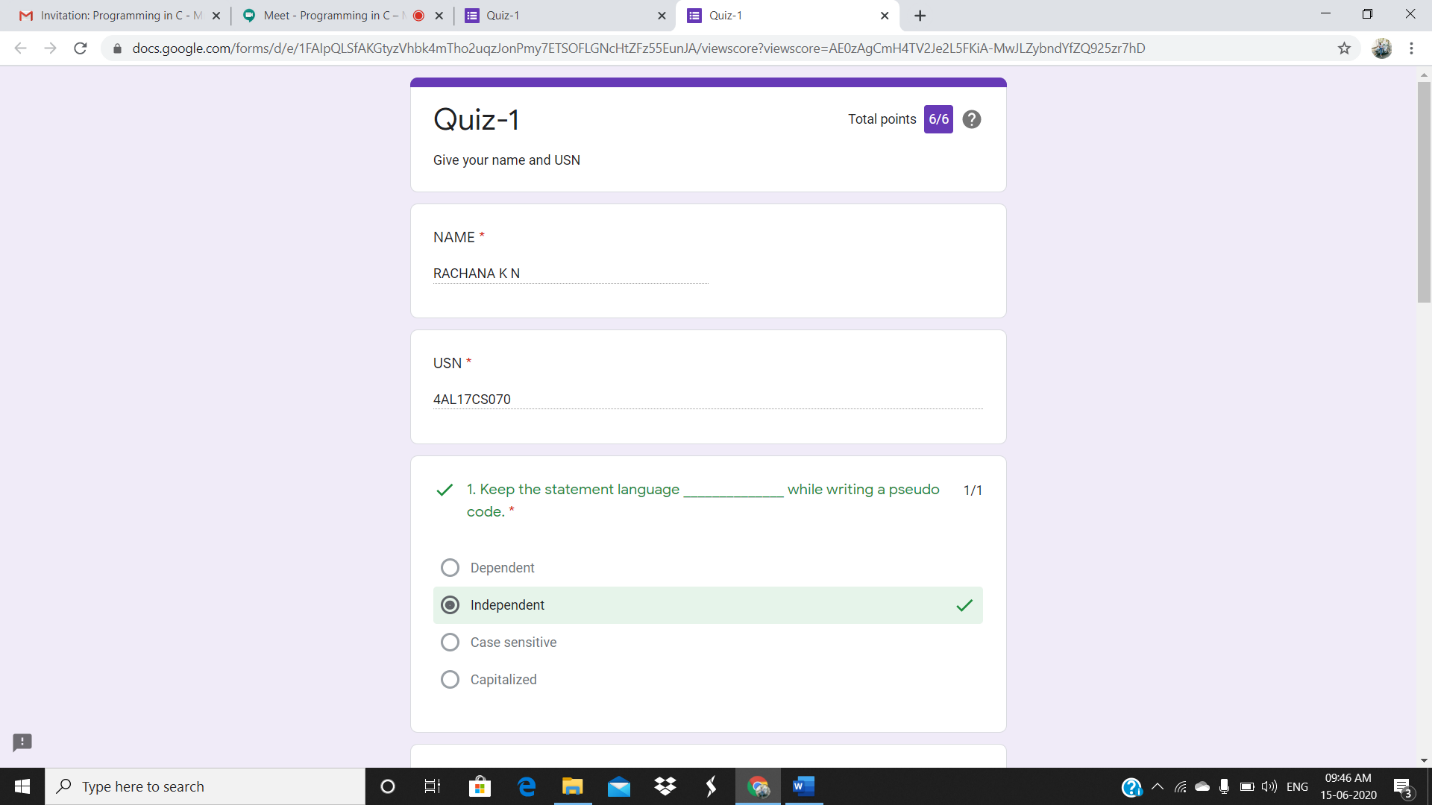 Invitation: Programming in C - M
Meet - Programming in C –
Quiz-1
Quiz-1
docs.google.com/forms/d/e/1FAIpQLSfAKGtyzVhbk4mTho2uqzJonPmy7ETSOFLGNcHtZFz55EunJA/viewscore?viewscore=AE0zAgCmH4TV2Je2L5FKiA-MwJLZybndYfZQ925zr7hD
Quiz-1
Total points 6/6
Give your name and USN
NAME *
RACHANA K N
USN *
4AL17CS070
1. Keep the statement language ______________ while writing a pseudo 1/1
code. *
Dependent
Independent
Case sensitive
Capitalized
Type here to search
ENG
09:46 AM
15-06-2020
3